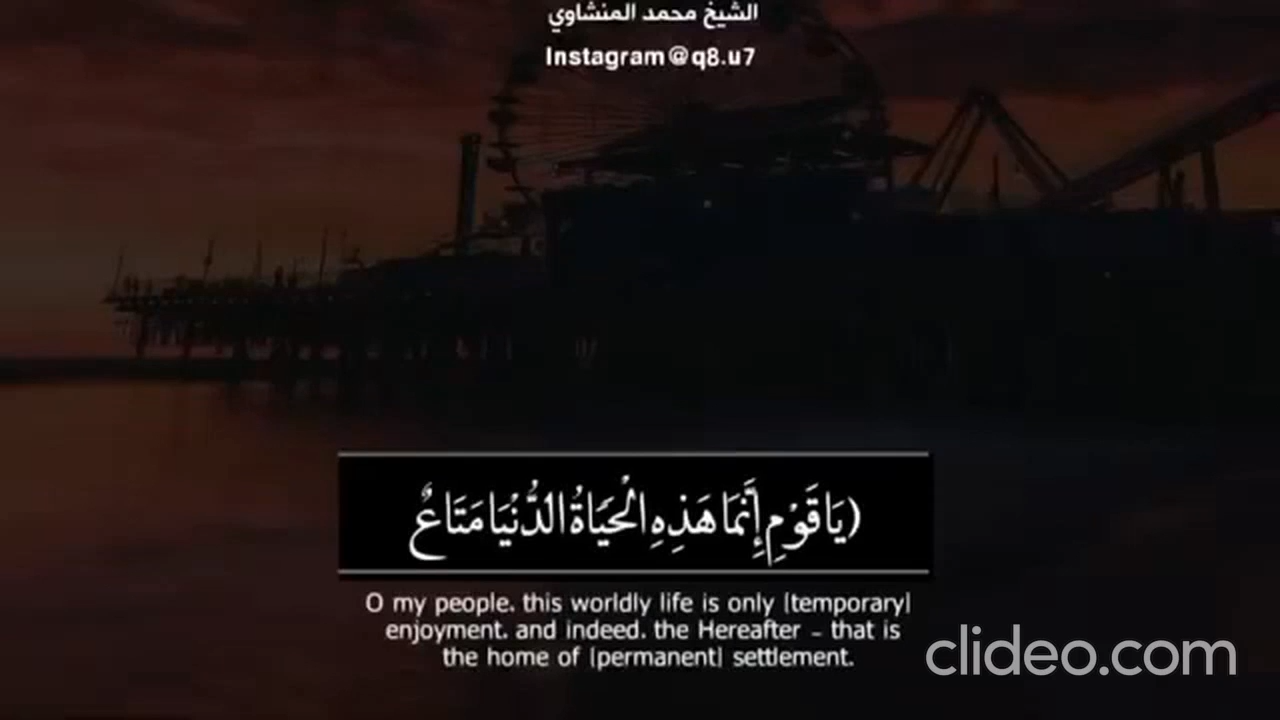 الشيخ محمد المنشاوي
Instagram@q8.u7
(يَا قَوْمِ إِنَّمَا هَذِهِ الْحَيَاةُ الدُّنْيَا مَتَاعٌ
O my people. this worldly life is only [temporary]
enjoyment. and indeed. the Hereafter - that is
the home of [permanent] settlement.
clideo.com